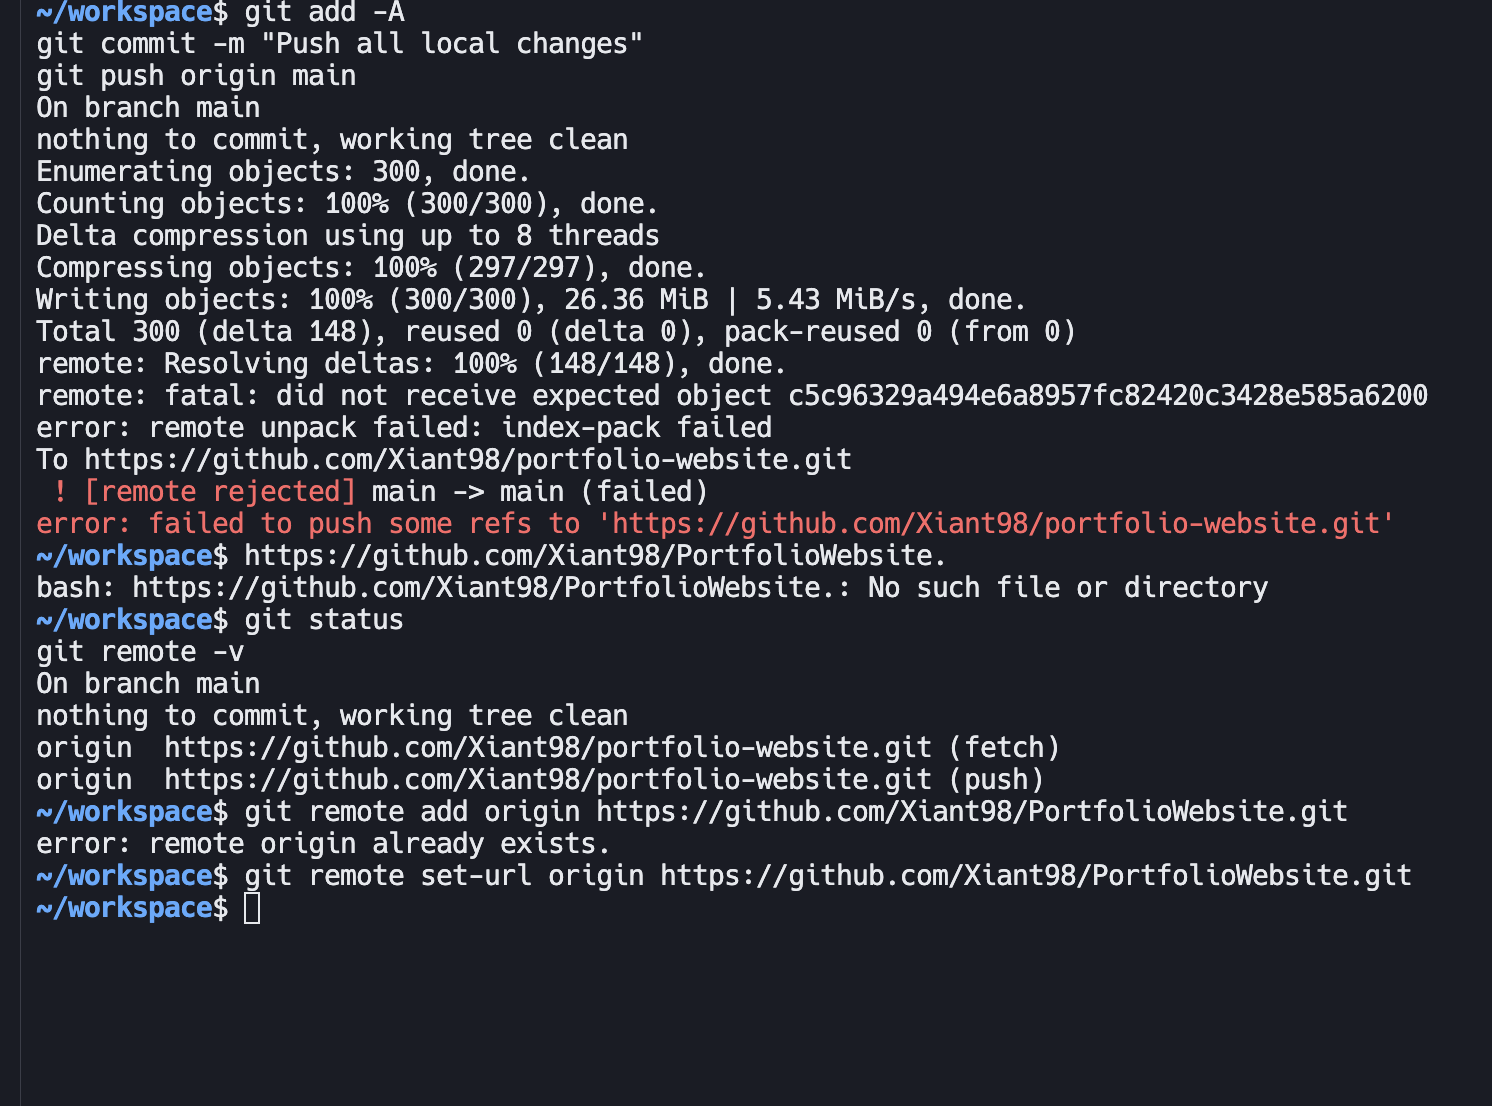 ~/workspace$ git add -A
git commit -m "Push all local changes"
git push origin main
On branch main
nothing to commit, working tree clean
Enumerating objects: 300, done.
Counting objects: 100% (300/300), done.
Delta compression using up to 8 threads
Compressing objects: 100% (297/297), done.
Writing objects: 100% (300/300), 26.36 MiB | 5.43 MiB/s, done.
Total 300 (delta 148), reused 0 (delta 0), pack-reused 0 (from 0)
remote: Resolving deltas: 100% (148/148), done.
remote: fatal: did not receive expected object c5c96329a494e6a8957fc82420c3428e585a6200
error: remote unpack failed: index-pack failed
To https://github.com/Xiant98/portfolio-website.git
 ! [remote rejected] main -> main (failed)
error: failed to push some refs to 'https://github.com/Xiant98/portfolio-website.git'
~/workspace$ https://github.com/Xiant98/PortfolioWebsite.
bash: https://github.com/Xiant98/PortfolioWebsite.: No such file or directory
~/workspace$ git status
git remote -v
On branch main
nothing to commit, working tree clean
origin  https://github.com/Xiant98/portfolio-website.git (fetch)
origin  https://github.com/Xiant98/portfolio-website.git (push)
~/workspace$ git remote add origin https://github.com/Xiant98/PortfolioWebsite.git
error: remote origin already exists.
~/workspace$ git remote set-url origin https://github.com/Xiant98/PortfolioWebsite.git
~/workspace$